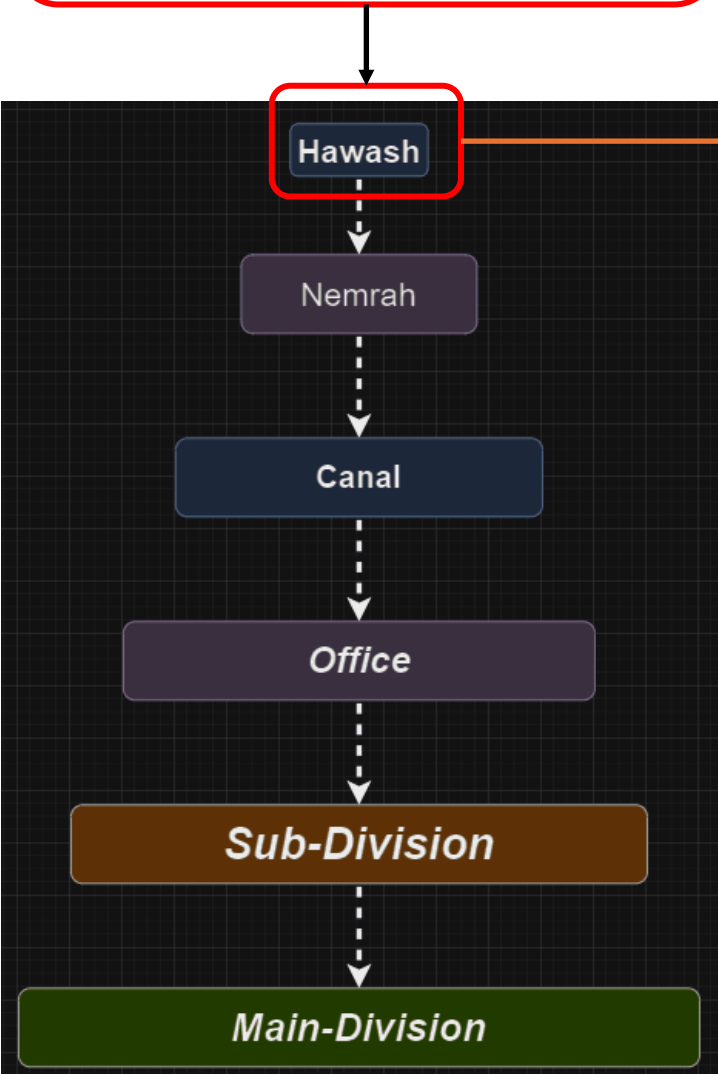 Hawash
Nemrah
Canal
Office
Sub-Division
Main-Division